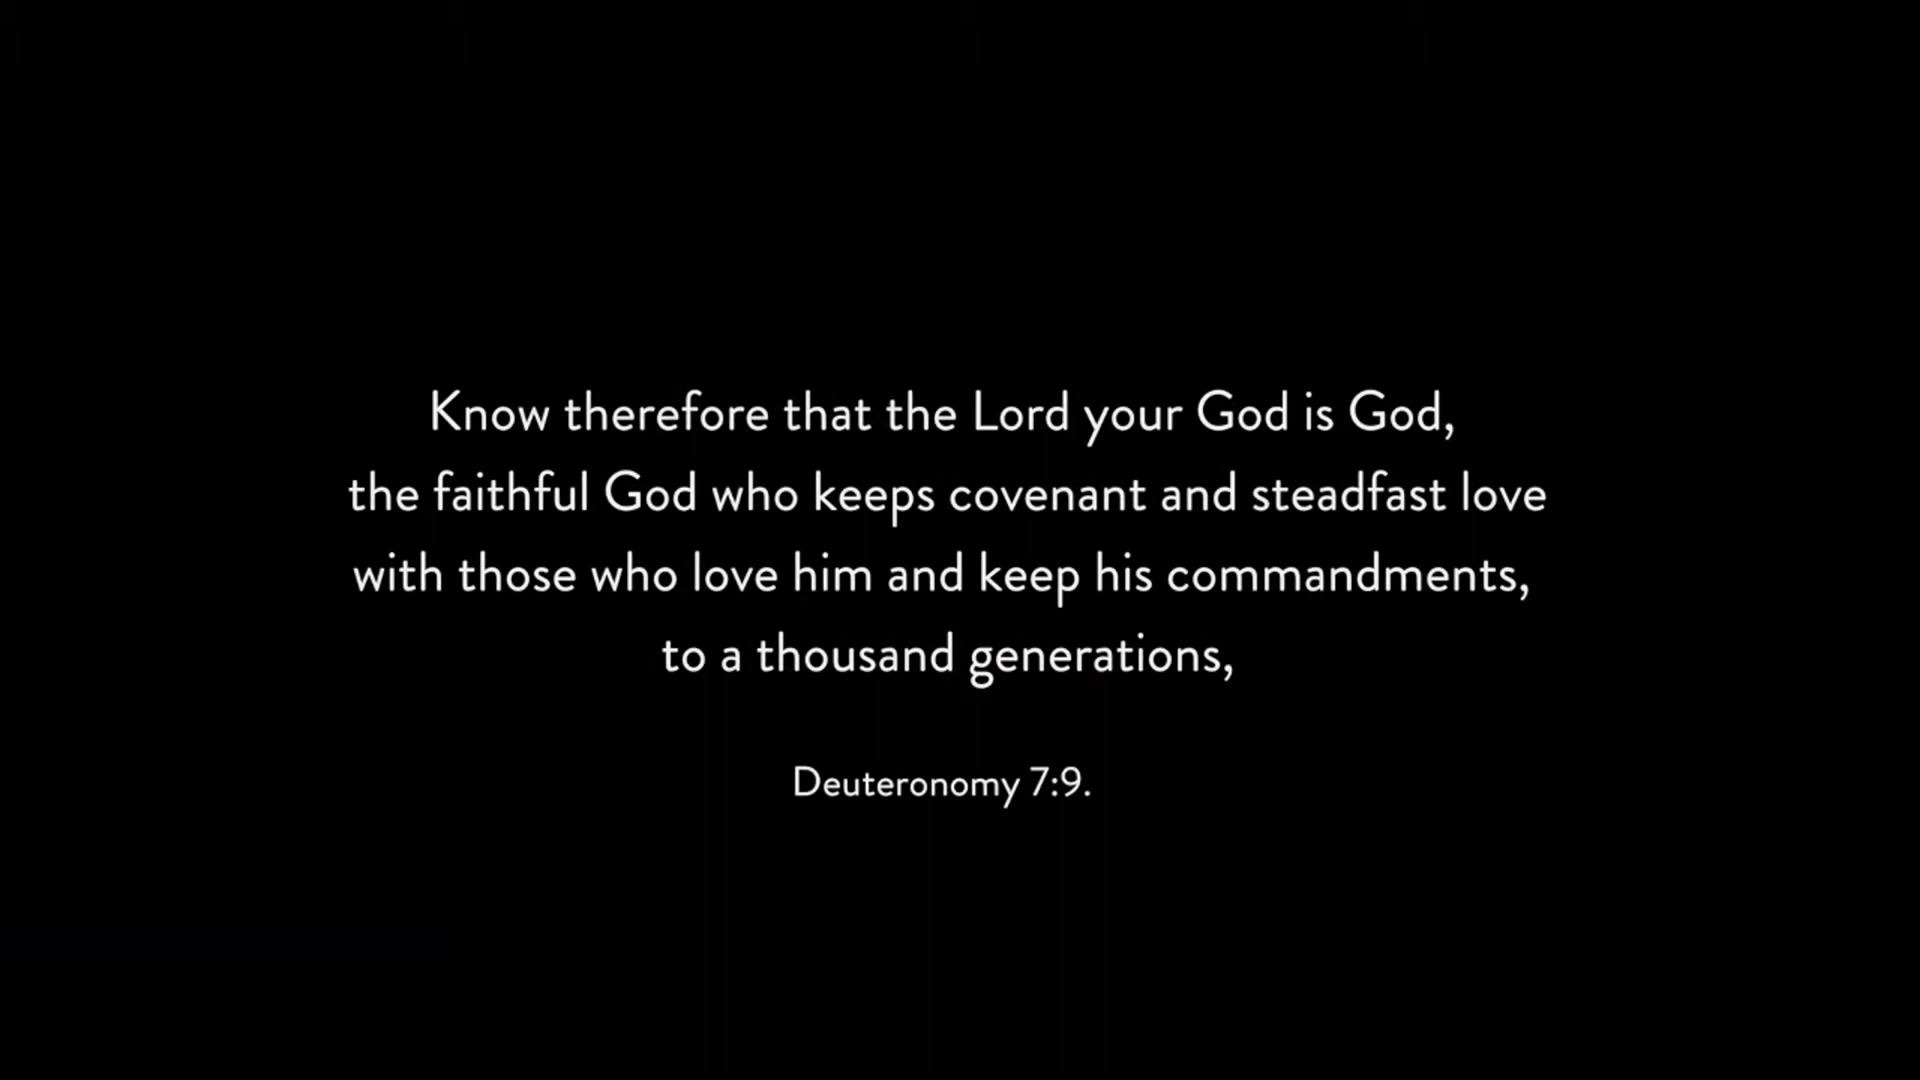 Know therefore that the Lord your God is God,
the faithful God who keeps covenant and steadfast love
with those who love him and keep his commandments,
to a thousand generations,
Deuteronomy 7:9.